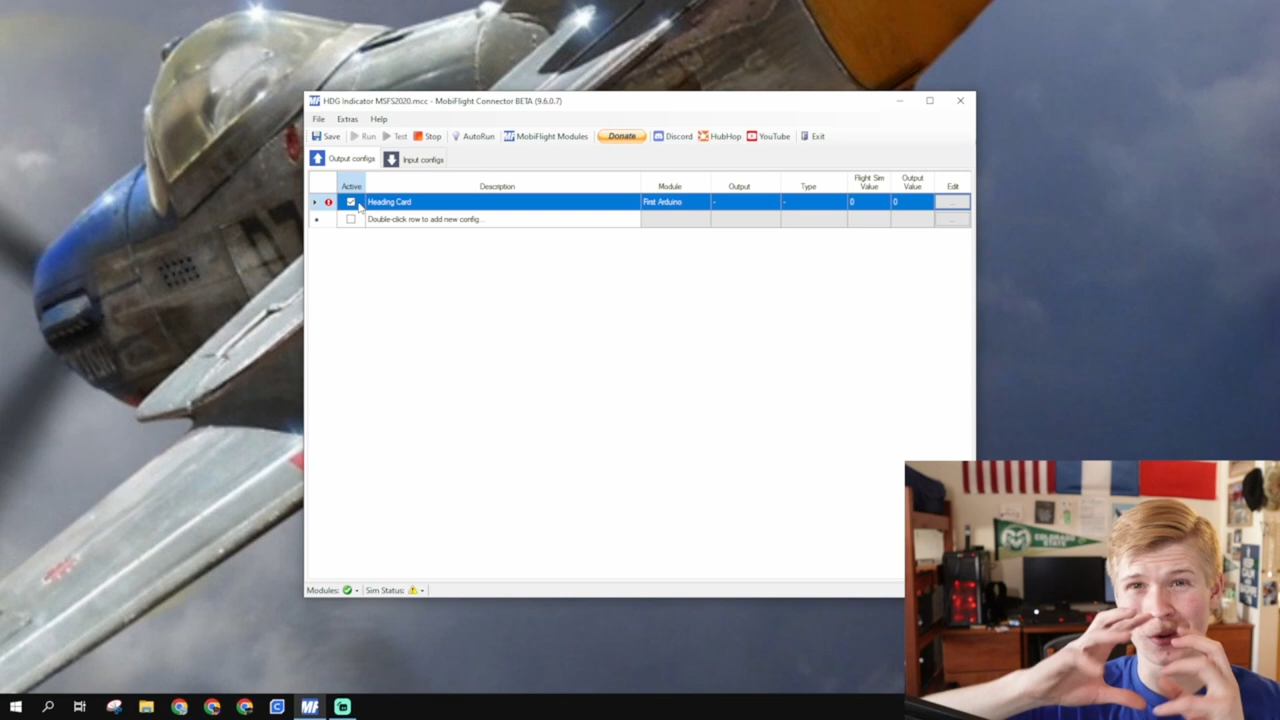 HDG Indicator MSFS2020.mcc - MobiFlight Connector BETA (9.6.0.7)
File Extras Help
Save Run Test Stop AutoRun MobiFlight Modules Donate Discord HubHop YouTube Exit
Output configs Input configs
Active Description Module Output Type Flight Sim Value Output Value Edit
Heading Card First Arduino - - 0 0 ...
Double-click row to add new config... ...
Modules: Sim Status:
COLORADO STATE